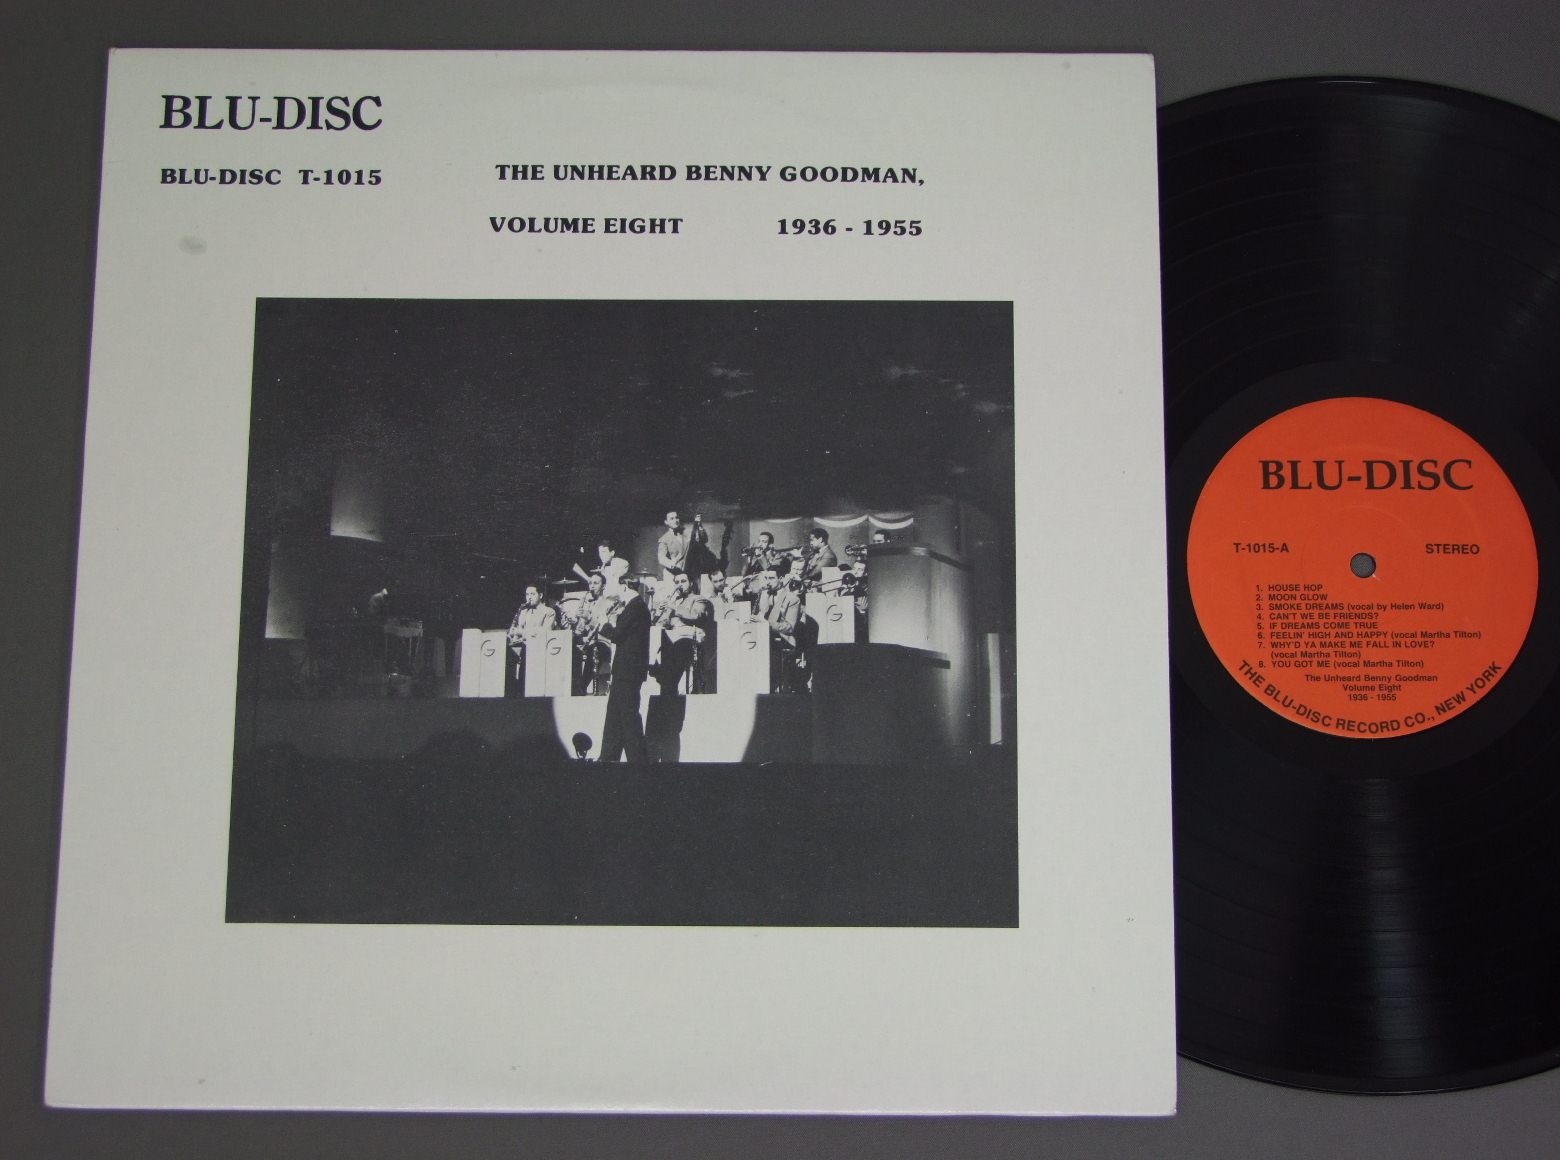 BLU-DISC
BLU-DISC T-1015
THE UNHEARD BENNY GOODMAN,
VOLUME EIGHT 1936 - 1955
G
G
G
G
G
BLU-DISC
T-1015-A STEREO
1. HOUSE HOP
2. MOON GLOW
3. SMOKE DREAMS (vocal by Helen Ward)
4. CAN'T WE BE FRIENDS?
5. IF DREAMS COME TRUE
6. FEELIN' HIGH AND HAPPY (vocal Martha Tilton)
7. WHY'D YA MAKE ME FALL IN LOVE?
(vocal Martha Tilton)
8. YOU GOT ME (vocal Martha Tilton)
The Unheard Benny Goodman
Volume Eight
1936 - 1955
THE BLU-DISC RECORD CO., NEW YORK